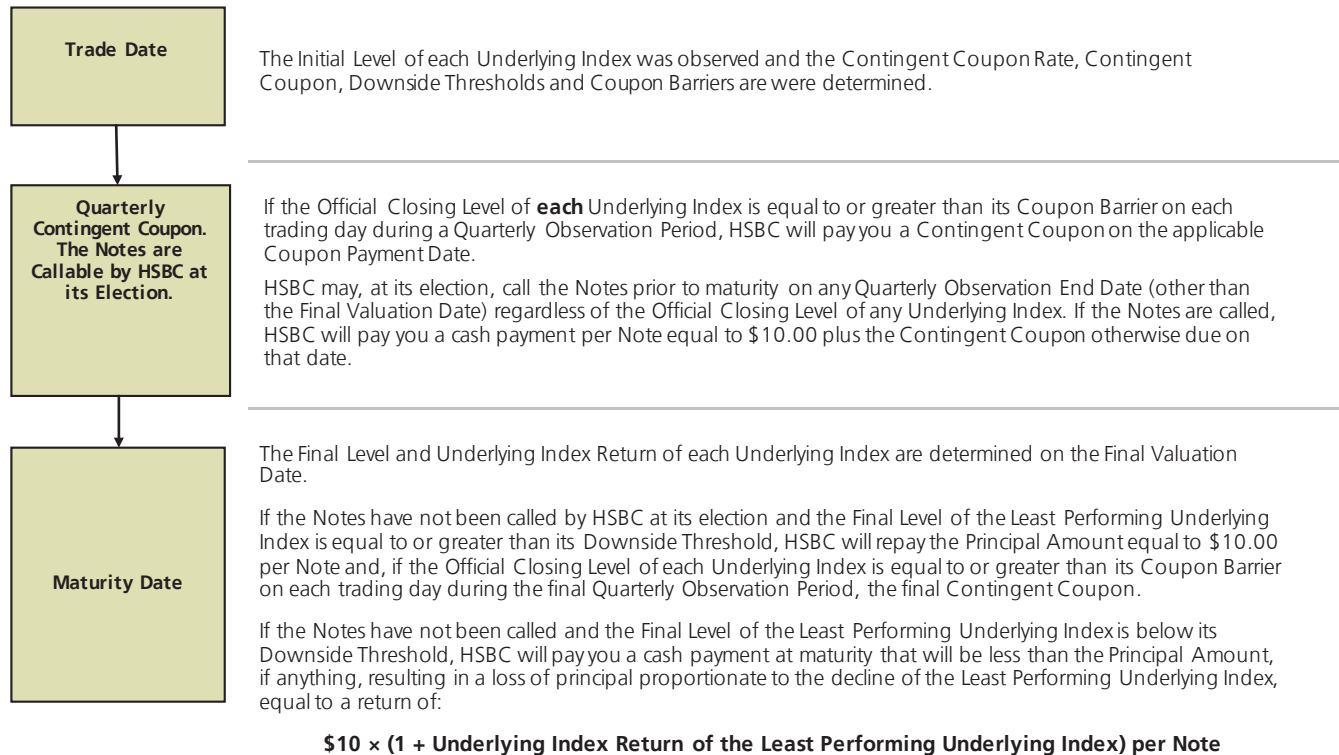 Trade Date
The Initial Level of each Underlying Index was observed and the Contingent Coupon Rate, Contingent
Coupon, Downside Thresholds and Coupon Barriers are were determined.
Quarterly
Contingent Coupon.
The Notes are
Callable by HSBC at
its Election.
If the Official Closing Level of each Underlying Index is equal to or greater than its Coupon Barrier on each
trading day during a Quarterly Observation Period, HSBC will pay you a Contingent Coupon on the applicable
Coupon Payment Date.
HSBC may, at its election, call the Notes prior to maturity on any Quarterly Observation End Date (other than
the Final Valuation Date) regardless of the Official Closing Level of any Underlying Index. If the Notes are called,
HSBC will pay you a cash payment per Note equal to $10.00 plus the Contingent Coupon otherwise due on
that date.
Maturity Date
The Final Level and Underlying Index Return of each Underlying Index are determined on the Final Valuation
Date.
If the Notes have not been called by HSBC at its election and the Final Level of the Least Performing Underlying
Index is equal to or greater than its Downside Threshold, HSBC will repay the Principal Amount equal to $10.00
per Note and, if the Official Closing Level of each Underlying Index is equal to or greater than its Coupon Barrier
on each trading day during the final Quarterly Observation Period, the final Contingent Coupon.
If the Notes have not been called and the Final Level of the Least Performing Underlying Index is below its
Downside Threshold, HSBC will pay you a cash payment at maturity that will be less than the Principal Amount,
if anything, resulting in a loss of principal proportionate to the decline of the Least Performing Underlying Index,
equal to a return of:
$10 × (1 + Underlying Index Return of the Least Performing Underlying Index) per Note